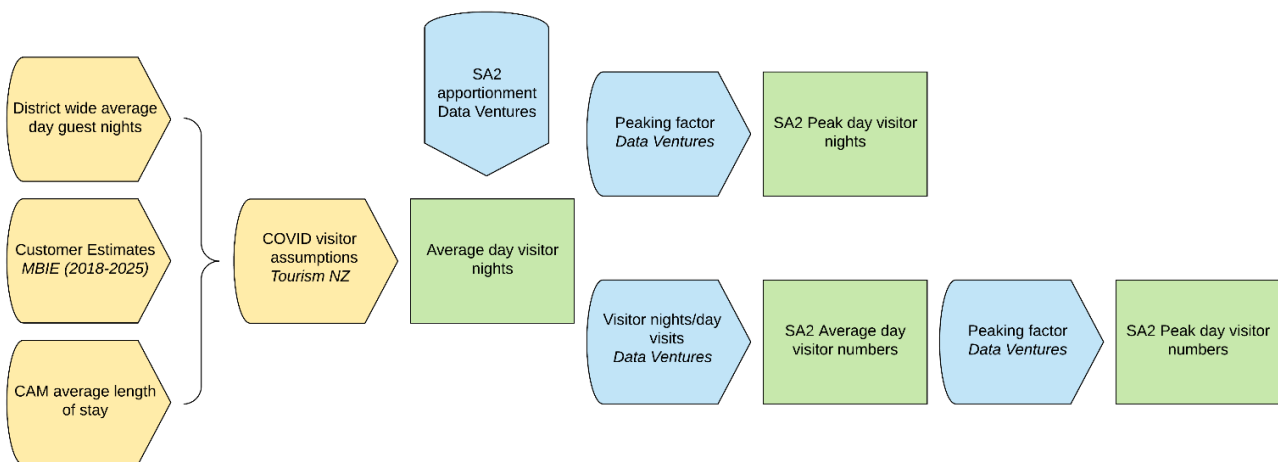 District wide average
day guest nights
Customer Estimates
MBIE (2018-2025)
CAM average length
of stay
COVID visitor
assumptions
Tourism NZ
SA2
apportionment
Data Ventures
Average day visitor
nights
Peaking factor
Data Ventures
SA2 Peak day visitor
nights
Visitor nights/day
visits
Data Ventures
SA2 Average day
visitor numbers
Peaking factor
Data Ventures
SA2 Peak day visitor
numbers